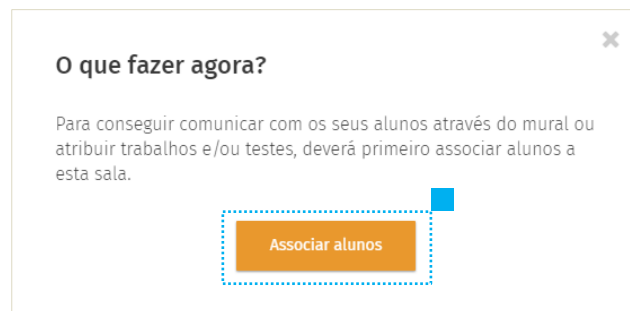 O que fazer agora?
Para conseguir comunicar com os seus alunos através do mural ou
atribuir trabalhos e/ou testes, deverá primeiro associar alunos a
esta sala.
Associar alunos